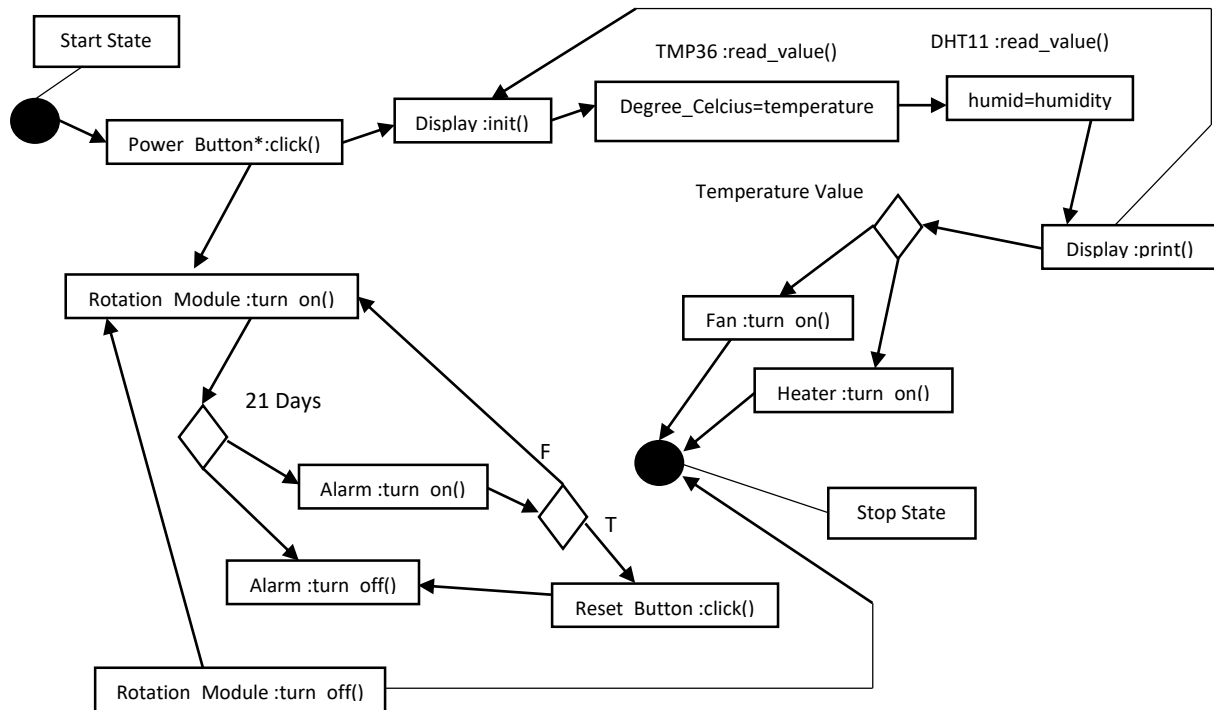 Start State
TMP36 :read_value()
DHT11 :read_value()
Display :init()
Degree_Celcius=temperature
humid=humidity
Power Button*:click()
Temperature Value
Display :print()
Rotation Module :turn on()
Fan :turn on()
Heater :turn on()
21 Days
F
Alarm :turn on()
T
Stop State
Alarm :turn off()
Reset Button :click()
Rotation Module :turn off()